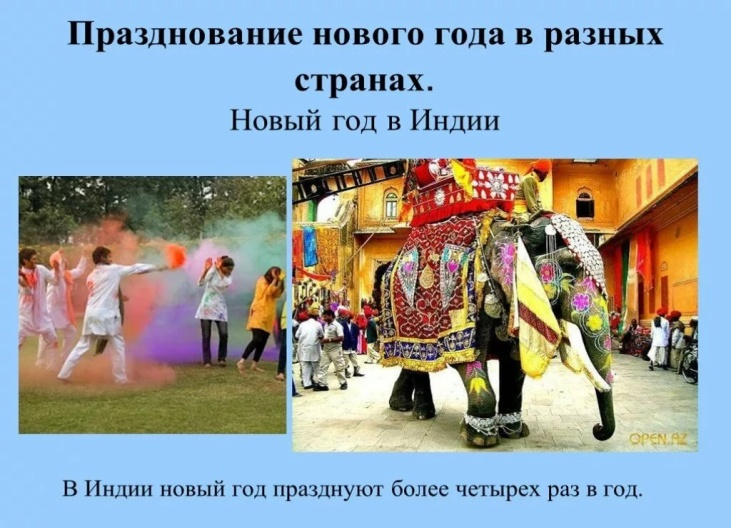 Празднование нового года в разных
странах.
Новый год в Индии
OPEN.AZ
В Индии новый год празднуют более четырех раз в год.